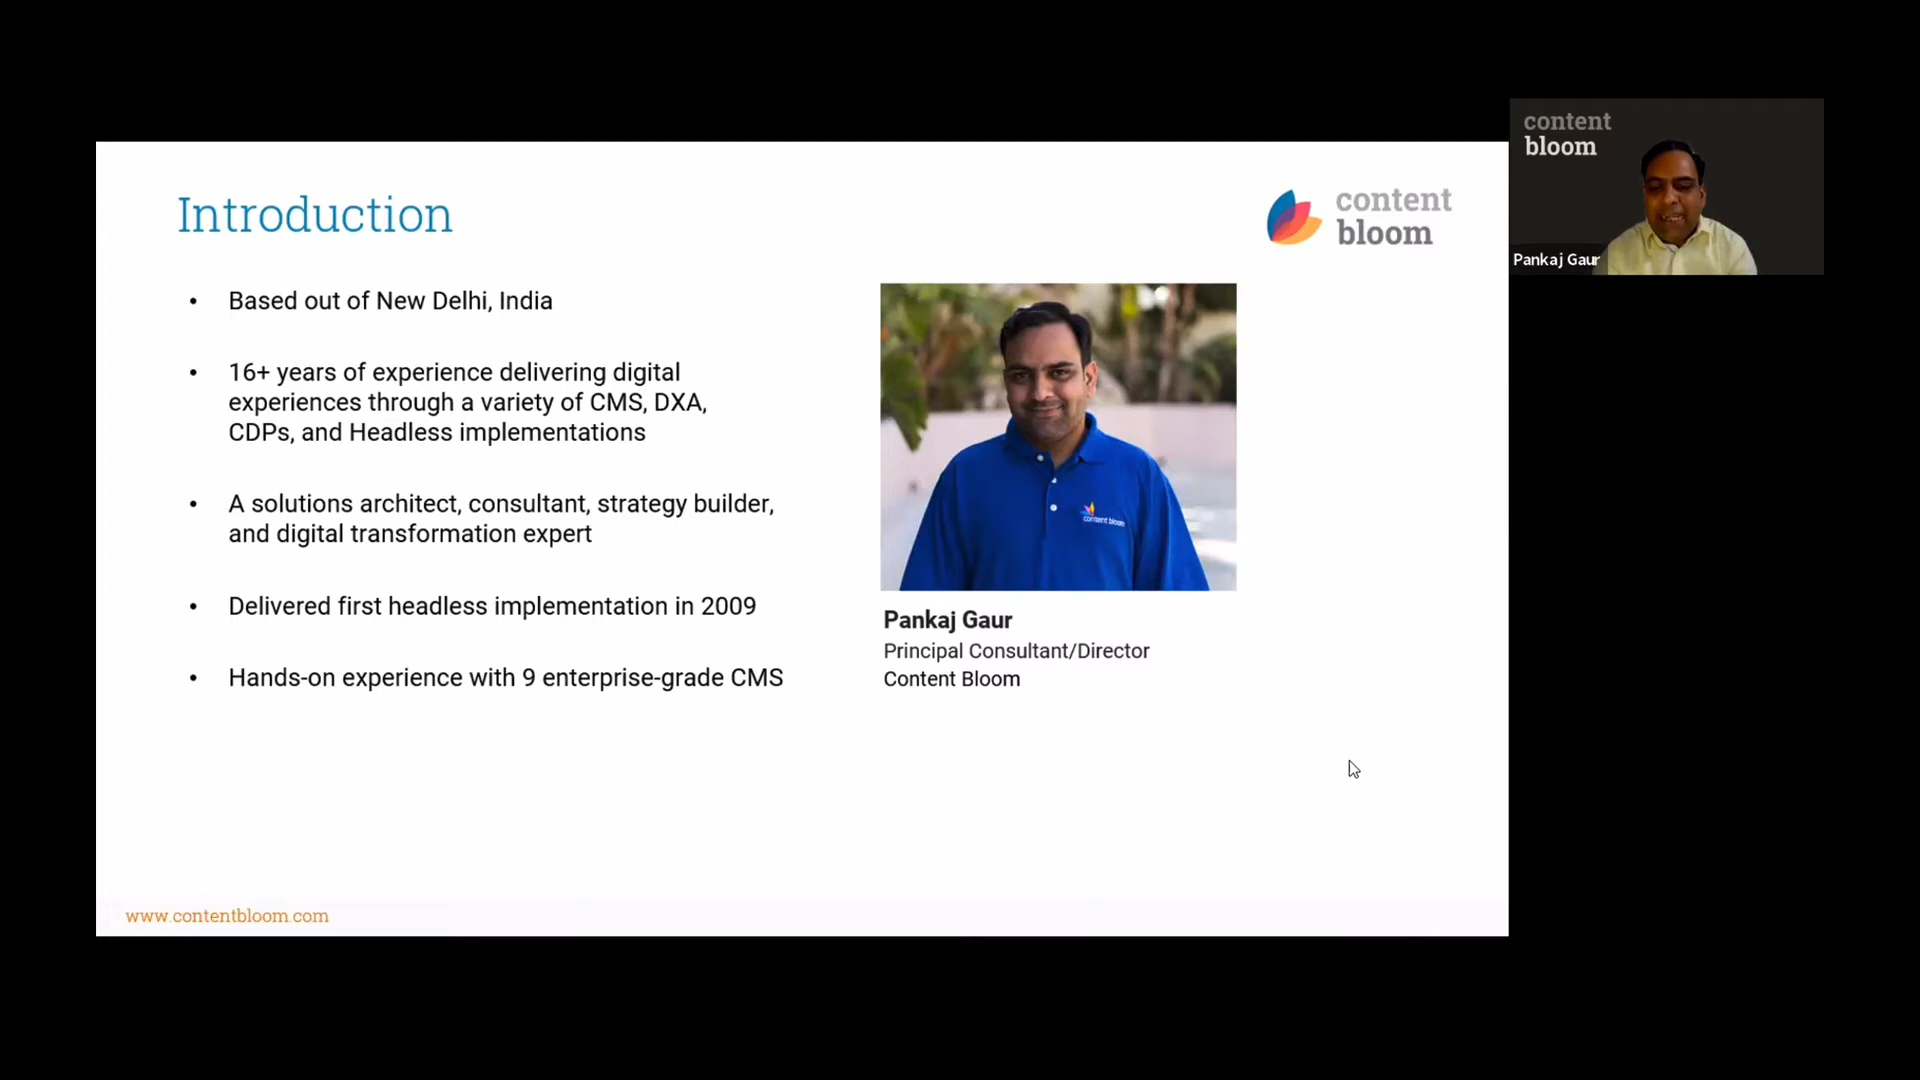 Introduction
content
bloom
• Based out of New Delhi, India
• 16+ years of experience delivering digital
experiences through a variety of CMS, DXA,
CDPs, and Headless implementations
• A solutions architect, consultant, strategy builder,
and digital transformation expert
• Delivered first headless implementation in 2009
• Hands-on experience with 9 enterprise-grade CMS
content bloom
Pankaj Gaur
Principal Consultant/Director
Content Bloom
www.contentbloom.com
content
bloom
Pankaj Gaur